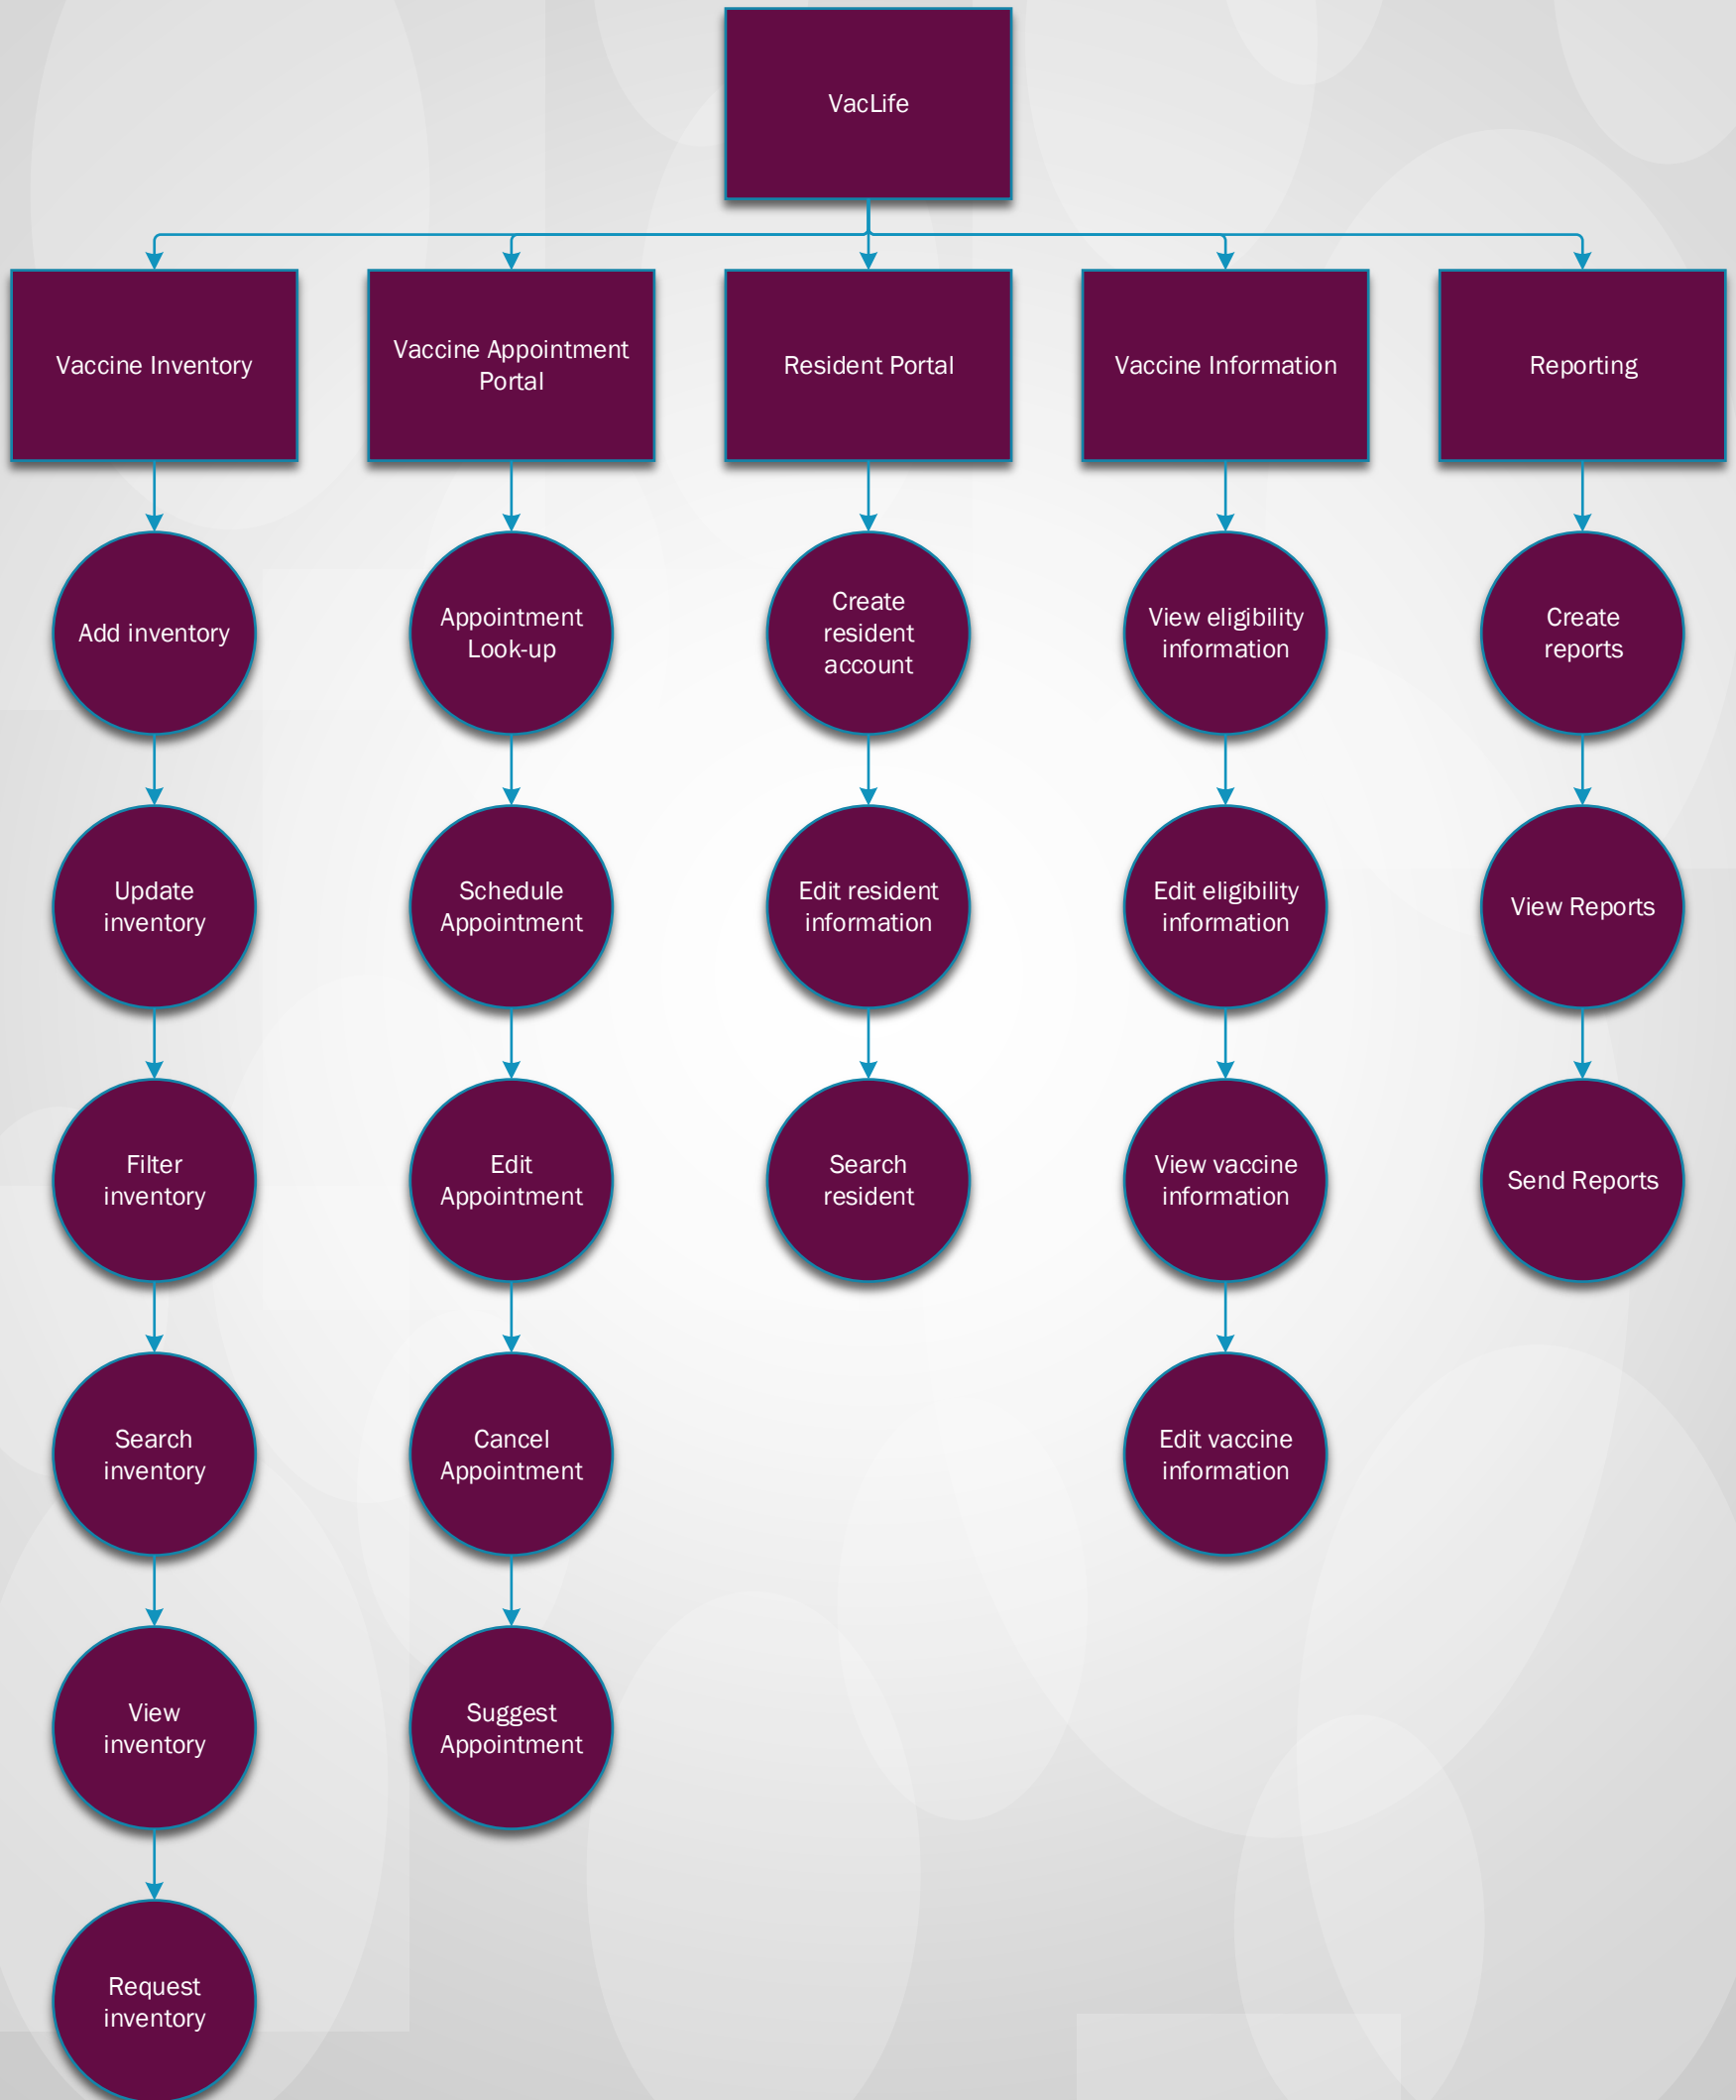 VacLife
Vaccine Inventory
Vaccine Appointment
Portal
Resident Portal
Vaccine Information
Reporting
Add inventory
Appointment
Look-up
Create
resident
account
View eligibility
information
Create
reports
Update
inventory
Schedule
Appointment
Edit resident
information
Edit eligibility
information
View Reports
Filter
inventory
Edit
Appointment
Search
resident
View vaccine
information
Send Reports
Search
inventory
Cancel
Appointment
Edit vaccine
information
View
inventory
Suggest
Appointment
Request
inventory